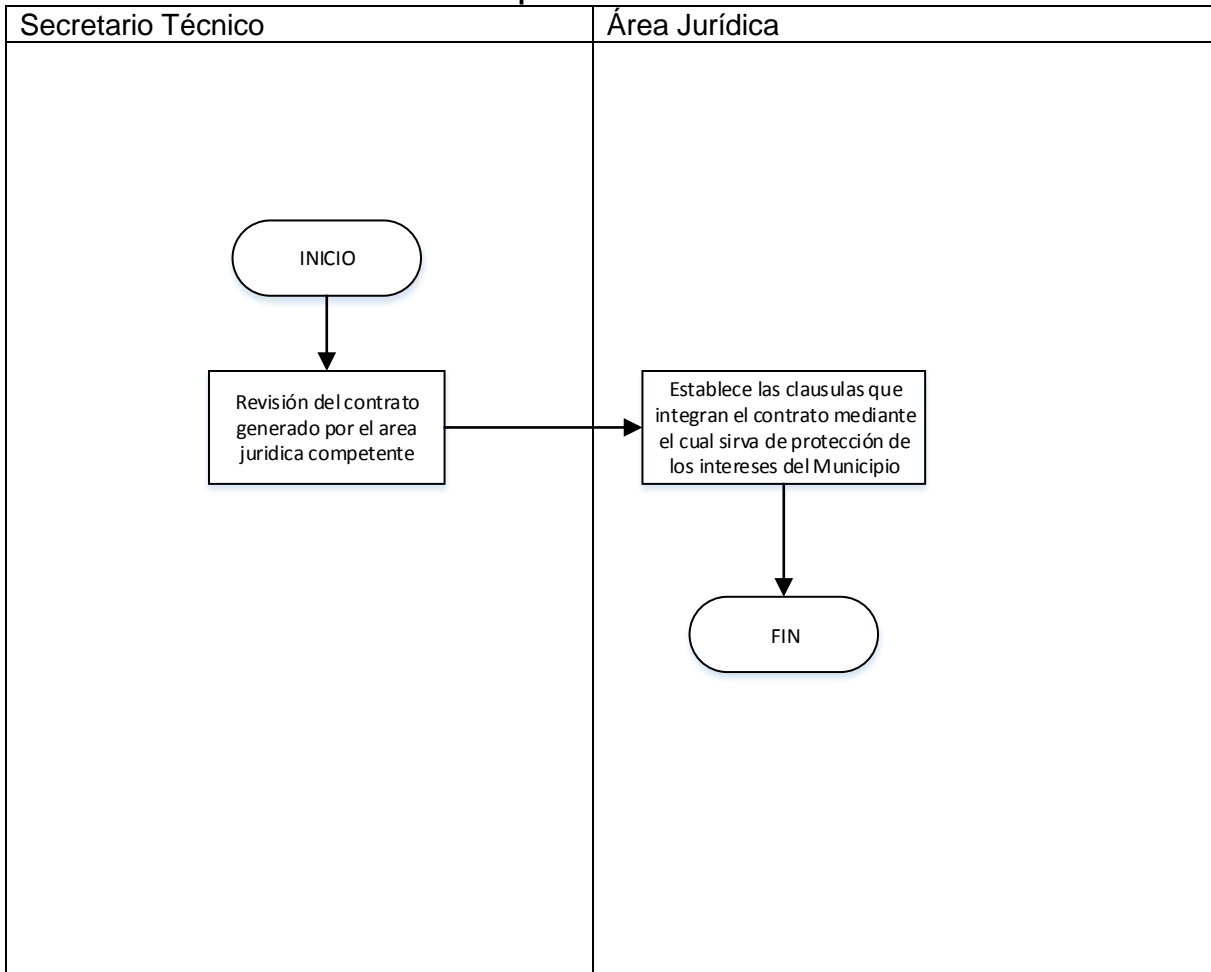 Secretario Técnico
Área Jurídica
INICIO
Revisión del contrato
generado por el area
juridica competente
Establece las clausulas que
integran el contrato mediante
el cual sirva de protección de
los intereses del Municipio
FIN